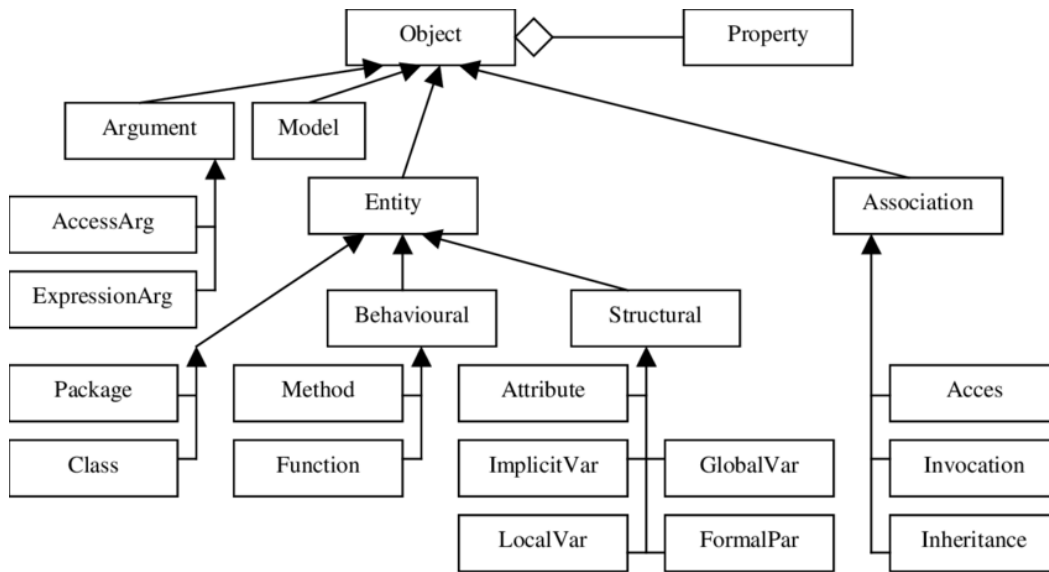 Object
Property
Argument
Model
Entity
Association
AccessArg
ExpressionArg
Behavioural
Structural
Package
Method
Attribute
Acces
Class
Function
ImplicitVar
GlobalVar
Invocation
LocalVar
FormalPar
Inheritance